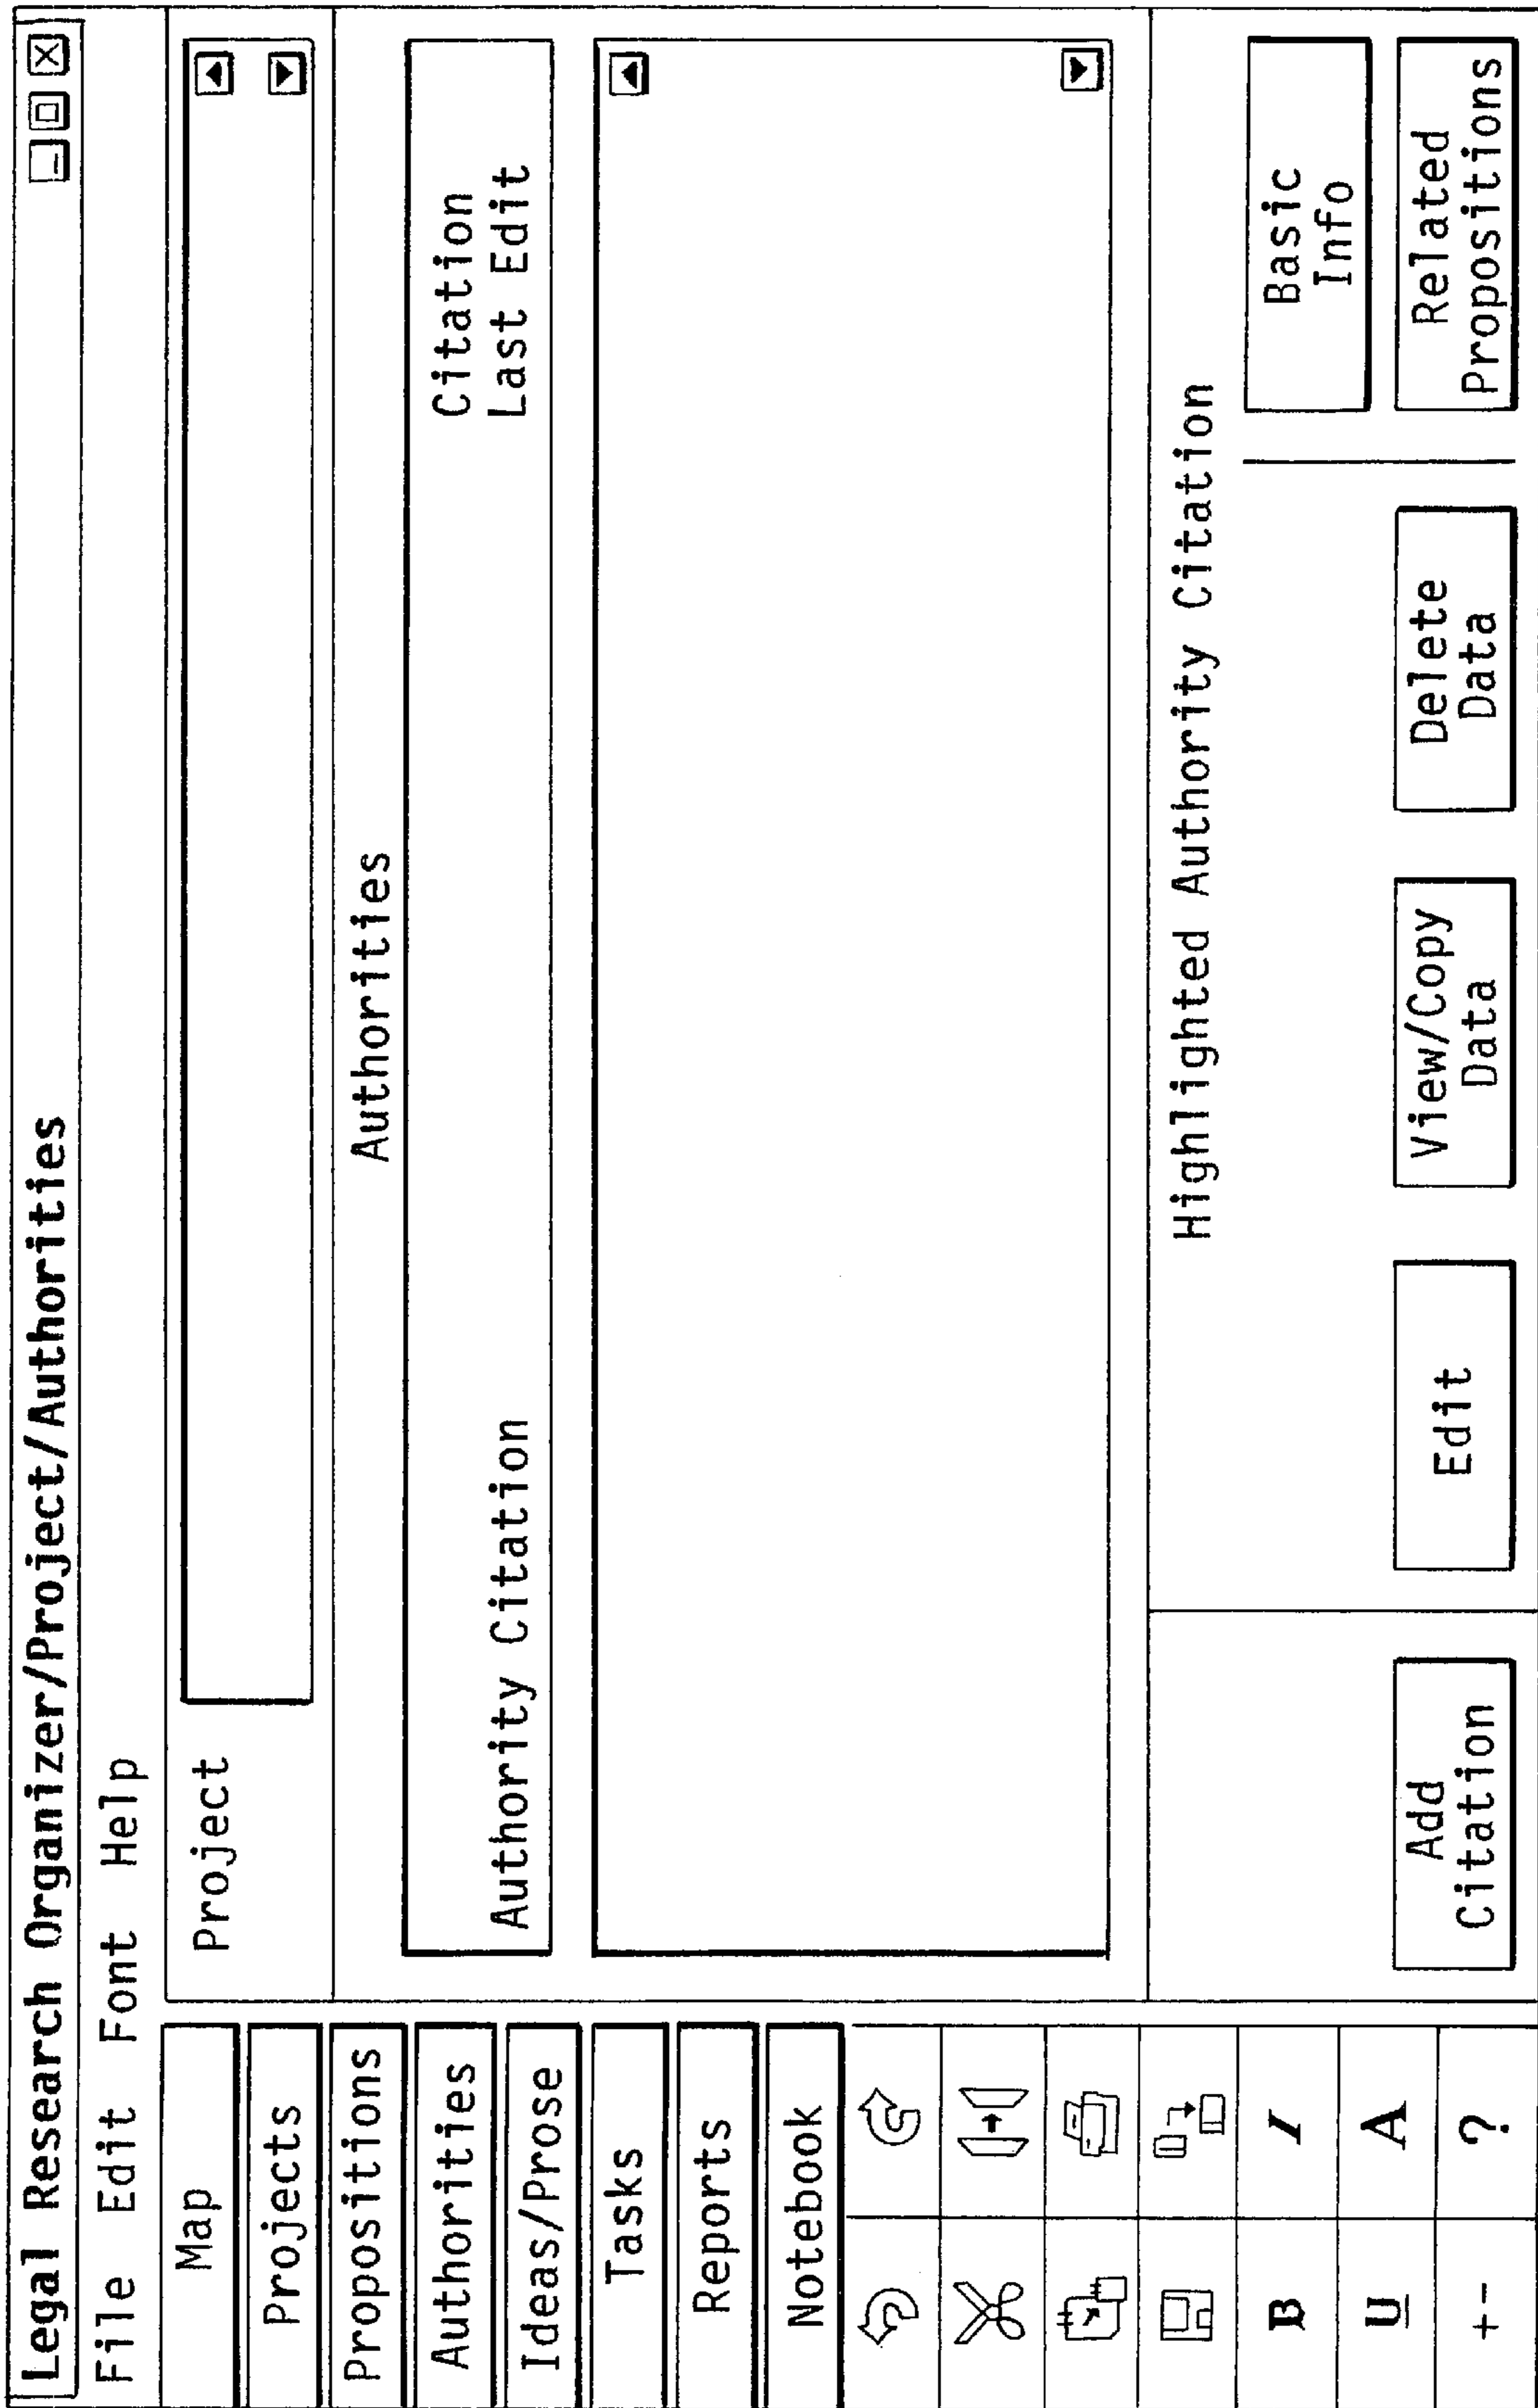 Legal Research Organizer/Project/Authorities
File Edit Font Help
Map
Projects
Propositions
Authorities
Ideas/Prose
Tasks
Reports
Notebook
B I
U A
+- ?
Project
Authorities
Authority Citation
Citation
Last Edit
Highlighted Authority Citation
Add
Citation
Edit
View/Copy
Data
Delete
Data
Basic
Info
Related
Propositions